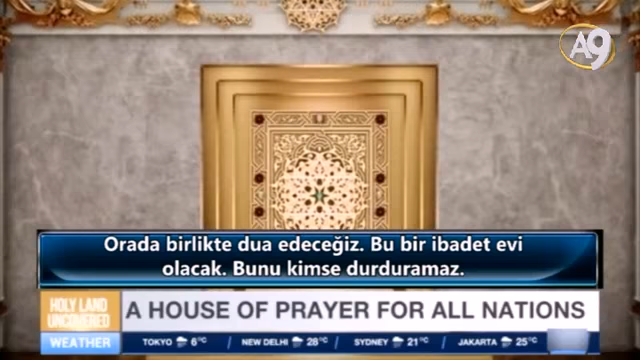 A9
Orada birlikte dua edeceğiz. Bu bir ibadet evi
olacak. Bunu kimse durduramaz.
HOLY LAND
UNCOVERED
A HOUSE OF PRAYER FOR ALL NATIONS
WEATHER TOKYO 6°C NEW DELHI 28°C SYDNEY 21°C JAKARTA 25°C